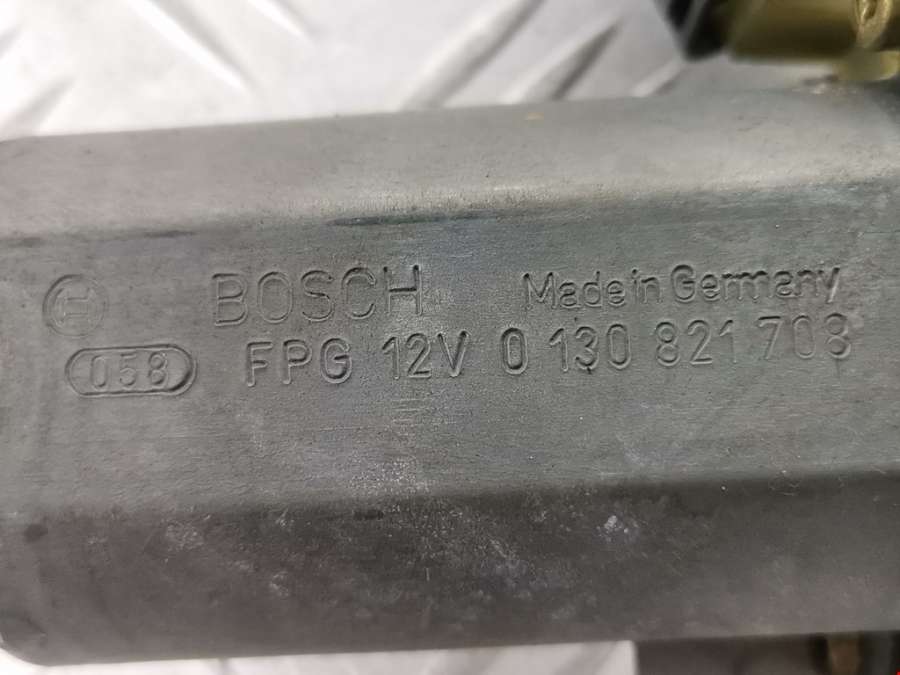 BOSCH Made in Germany
058 FPG 12V 0 130 821 708